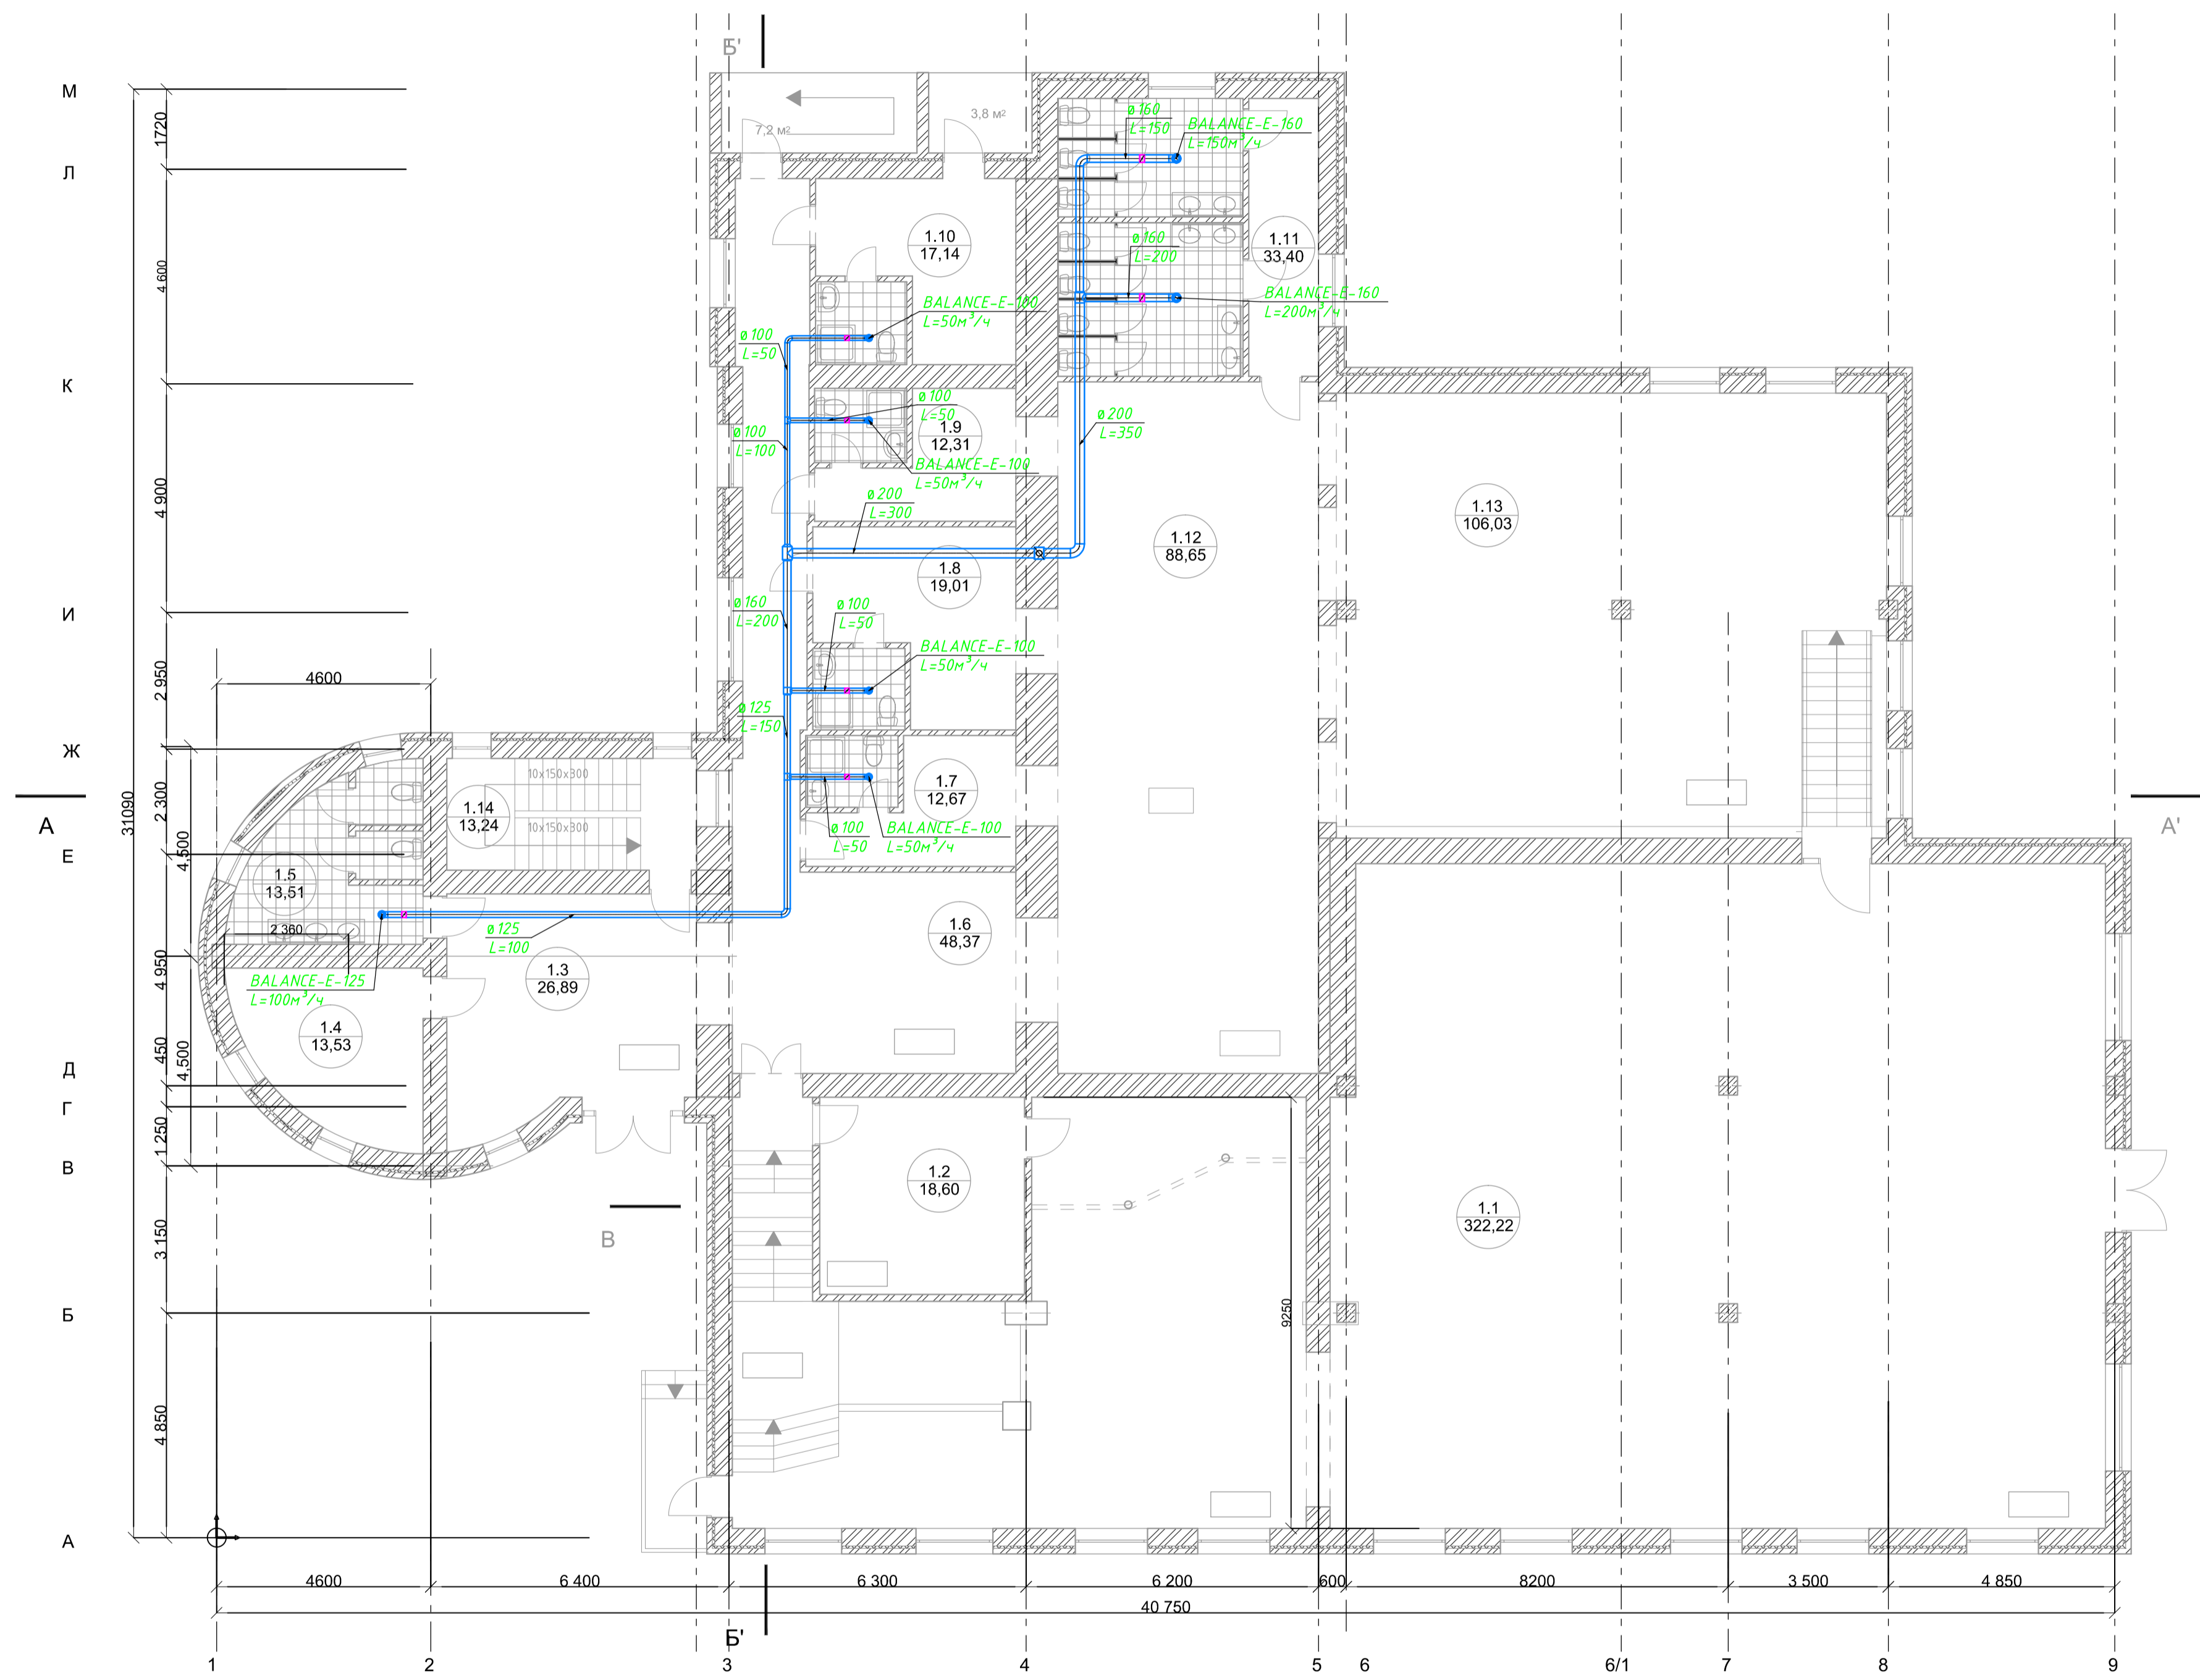 Б'
М
1720
Л
4 600
К
4 900
И
2 950
Ж
2 300
Е
4 950
450
Д
Г
1 250
В
3 150
Б
4 850
А
31090
4,500
4,500
4600
А
А'
В
7,2 м²
3,8 м²
ø160
L=150
BALANCE-E-160
L=150м³/ч
ø160
L=200
BALANCE-E-160
L=200м³/ч
1.10
17,14
1.11
33,40
BALANCE-E-100
L=50м³/ч
ø100
L=50
ø100
L=50
1.9
12,31
ø100
L=100
BALANCE-E-100
L=50м³/ч
ø200
L=350
ø200
L=300
1.12
88,65
1.13
106,03
1.8
19,01
ø160
L=200
ø100
L=50
BALANCE-E-100
L=50м³/ч
ø125
L=150
1.7
12,67
ø100
L=50
BALANCE-E-100
L=50м³/ч
10x150x300
10x150x300
1.14
13,24
1.5
13,51
2 360
ø125
L=100
BALANCE-E-125
L=100м³/ч
1.3
26,89
1.4
13,53
1.6
48,37
1.2
18,60
1.1
322,22
9250
4600
6 400
6 300
6 200
600
8200
3 500
4 850
40 750
Б'
1
2
3
4
5
6
6/1
7
8
9